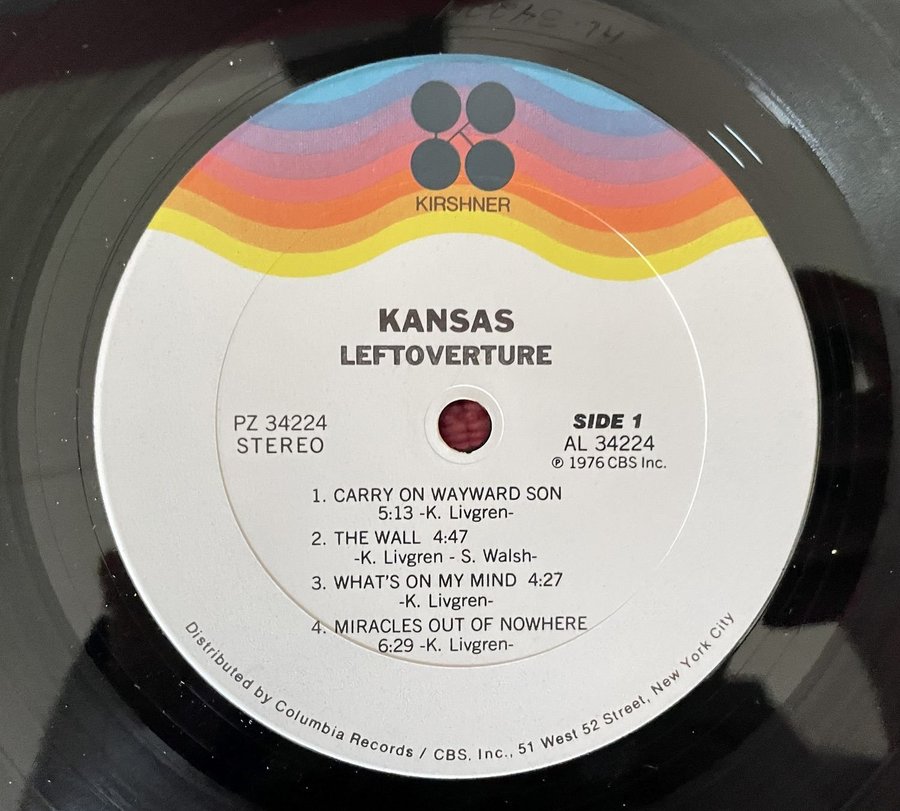 KIRSHNER
KANSAS
LEFTOVERTURE
PZ 34224
STEREO
SIDE 1
AL 34224
℗ 1976 CBS Inc.
1. CARRY ON WAYWARD SON
5:13 -K. Livgren-
2. THE WALL 4:47
-K. Livgren - S. Walsh-
3. WHAT'S ON MY MIND 4:27
-K. Livgren-
4. MIRACLES OUT OF NOWHERE
6:29 -K. Livgren-
Distributed by Columbia Records / CBS, Inc., 51 West 52 Street, New York City